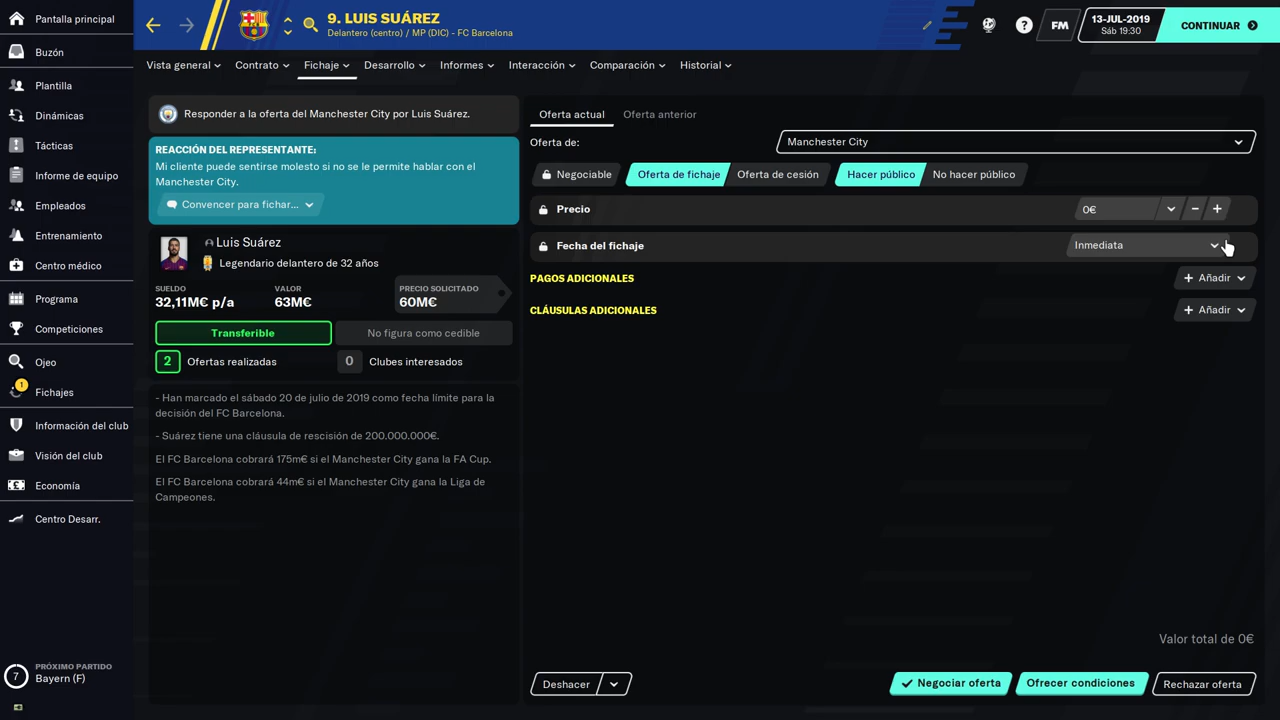 Pantalla principal
Buzón
Plantilla
Dinámicas
Tácticas
Informe de equipo
Empleados
Entrenamiento
Centro médico
Programa
Competiciones
Ojeo
1
Fichajes
Información del club
Visión del club
Economía
Centro Desarr.
7
PRÓXIMO PARTIDO
Bayern (F)
9. LUIS SUÁREZ
Delantero (centro) / MP (DIC) - FC Barcelona
?
FM
13-JUL-2019
Sáb 19:30
CONTINUAR
Vista general
Contrato
Fichaje
Desarrollo
Informes
Interacción
Comparación
Historial
Responder a la oferta del Manchester City por Luis Suárez.
REACCIÓN DEL REPRESENTANTE:
Mi cliente puede sentirse molesto si no se le permite hablar con el
Manchester City.
Convencer para fichar...
Luis Suárez
Legendario delantero de 32 años
SUELDO
32,11M€ p/a
VALOR
63M€
PRECIO SOLICITADO
60M€
Transferible
No figura como cedible
2
Ofertas realizadas
0
Clubes interesados
- Han marcado el sábado 20 de julio de 2019 como fecha límite para la
decisión del FC Barcelona.
- Suárez tiene una cláusula de rescisión de 200.000.000€.
El FC Barcelona cobrará 175m€ si el Manchester City gana la FA Cup.
El FC Barcelona cobrará 44m€ si el Manchester City gana la Liga de
Campeones.
Oferta actual
Oferta anterior
Oferta de:
Manchester City
Negociable
Oferta de fichaje
Oferta de cesión
Hacer público
No hacer público
Precio
0€
Fecha del fichaje
Inmediata
PAGOS ADICIONALES
+ Añadir
CLÁUSULAS ADICIONALES
+ Añadir
Valor total de 0€
Deshacer
Negociar oferta
Ofrecer condiciones
Rechazar oferta